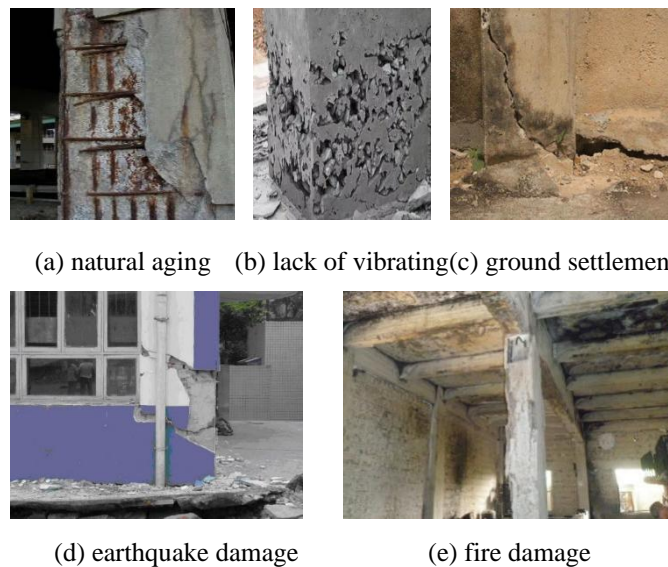 (a) natural aging (b) lack of vibrating(c) ground settlemen
(d) earthquake damage (e) fire damage